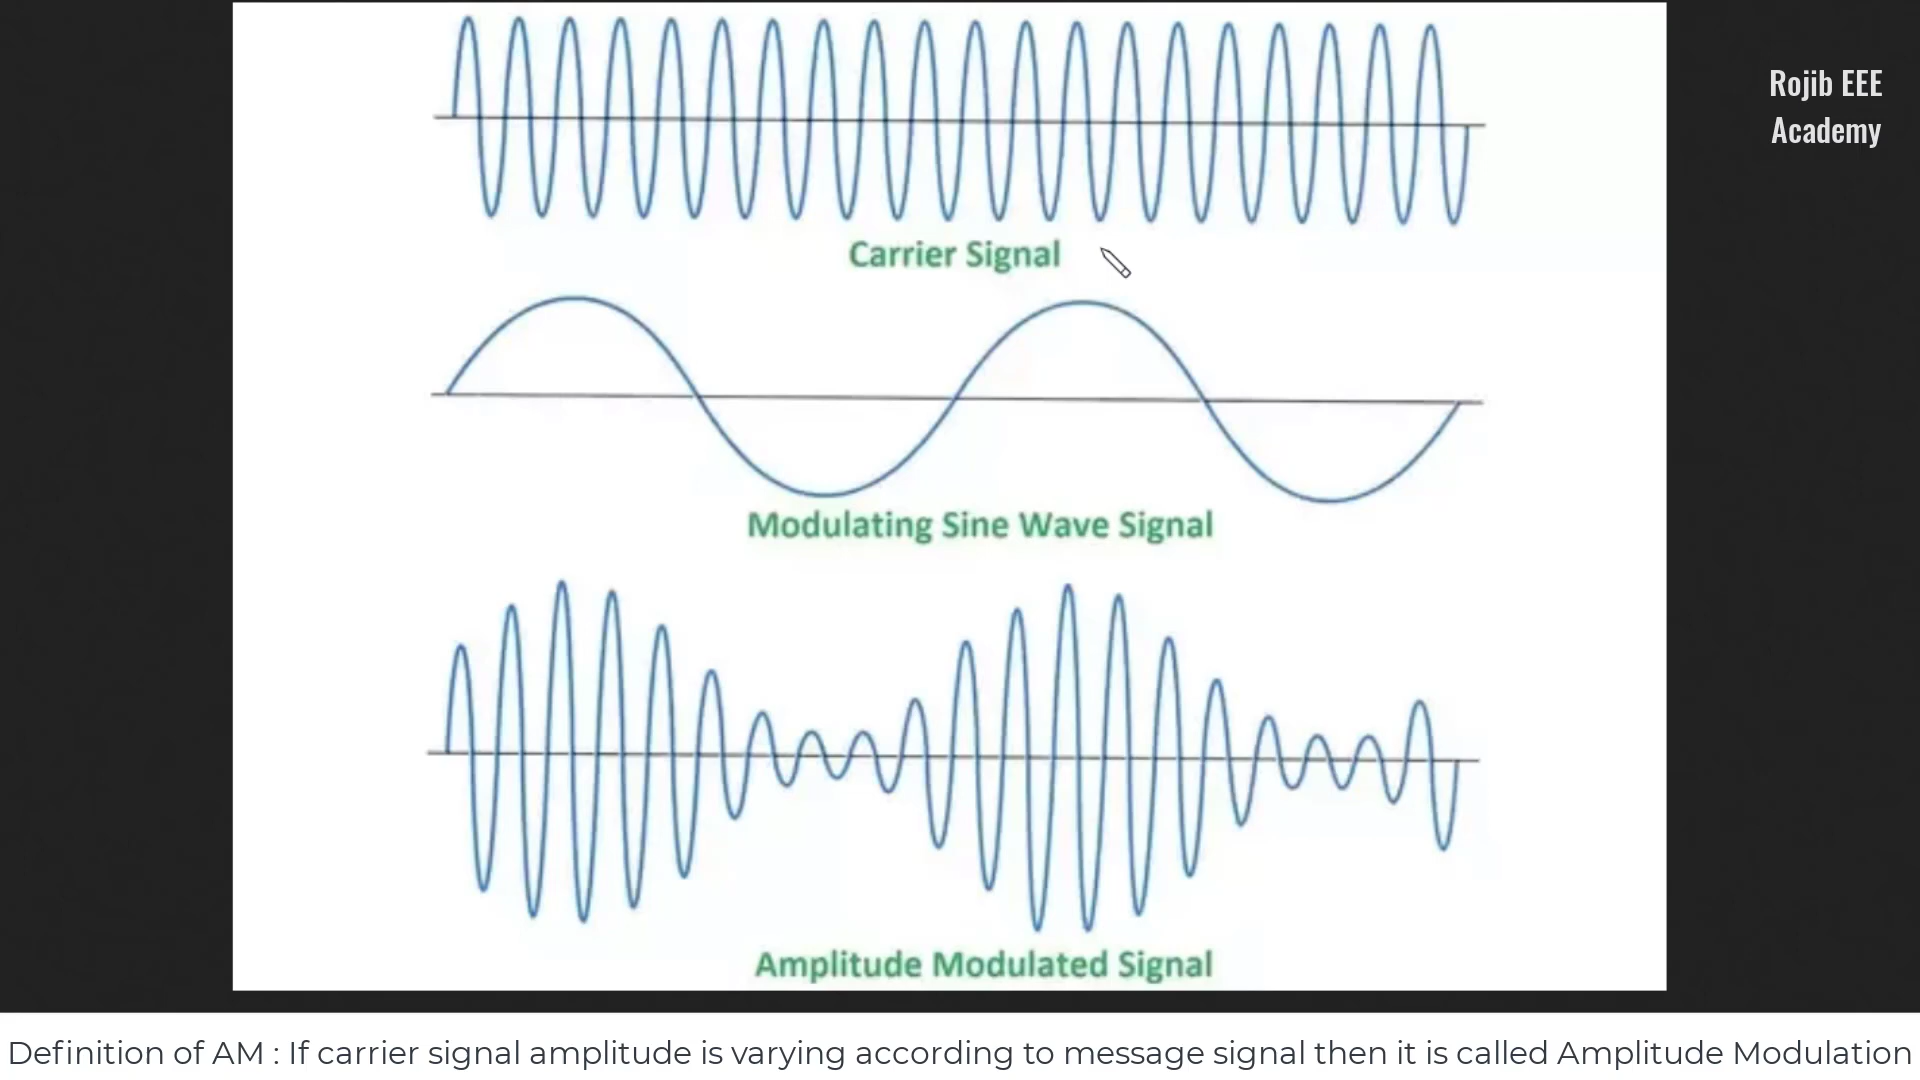 Rojib EEE
Academy
Carrier Signal
Modulating Sine Wave Signal
Amplitude Modulated Signal
Definition of AM : If carrier signal amplitude is varying according to message signal then it is called Amplitude Modulation